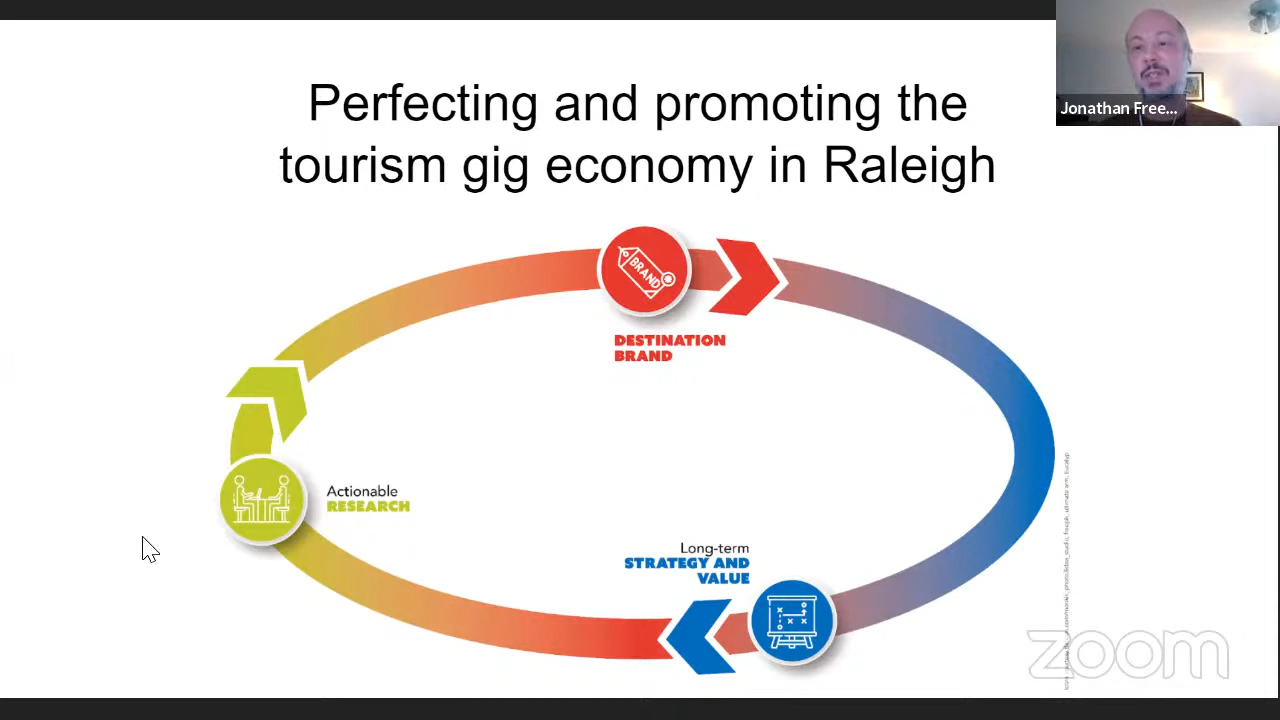 Perfecting and promoting the
tourism gig economy in Raleigh
Jonathan Free...
BRAND
DESTINATION
BRAND
Actionable
RESEARCH
Long-term
STRATEGY AND
VALUE
zoom